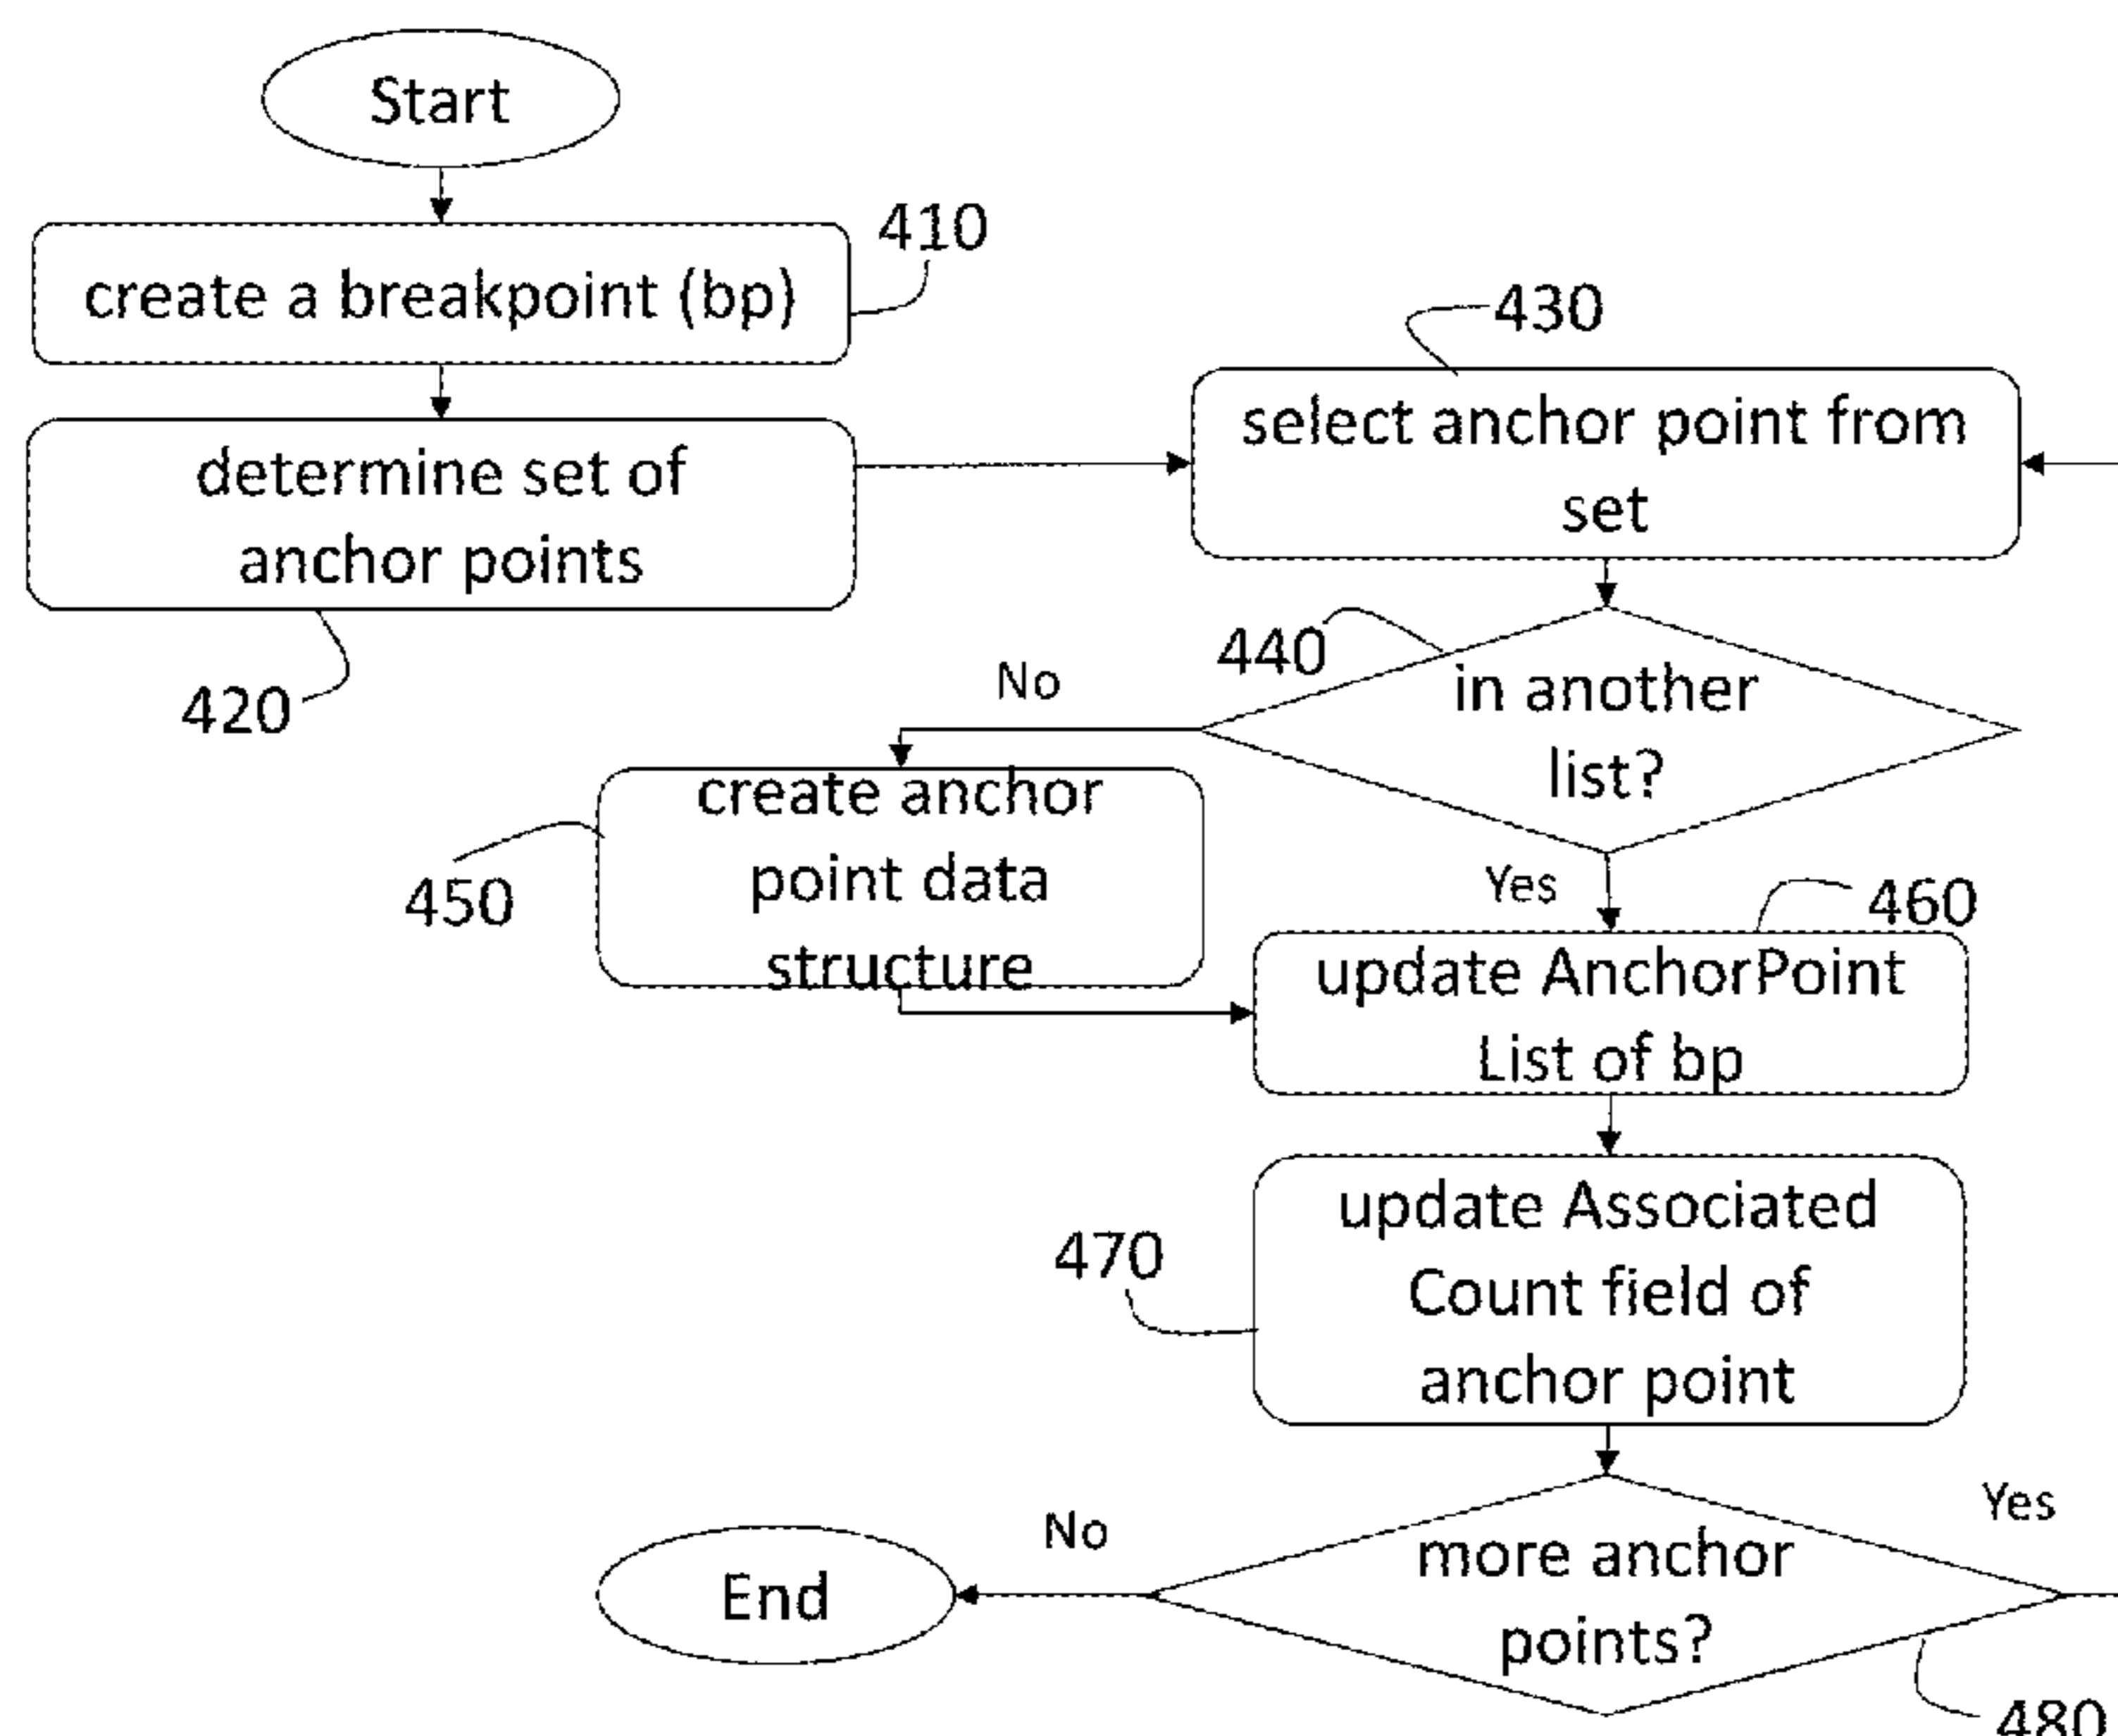 Start
410
create a breakpoint (bp)
determine set of
anchor points
420
430
select anchor point from
set
440
in another
list?
No
Yes
create anchor
point data
structure
450
460
update AnchorPoint
List of bp
update Associated
Count field of
anchor point
470
more anchor
points?
No
Yes
End
480